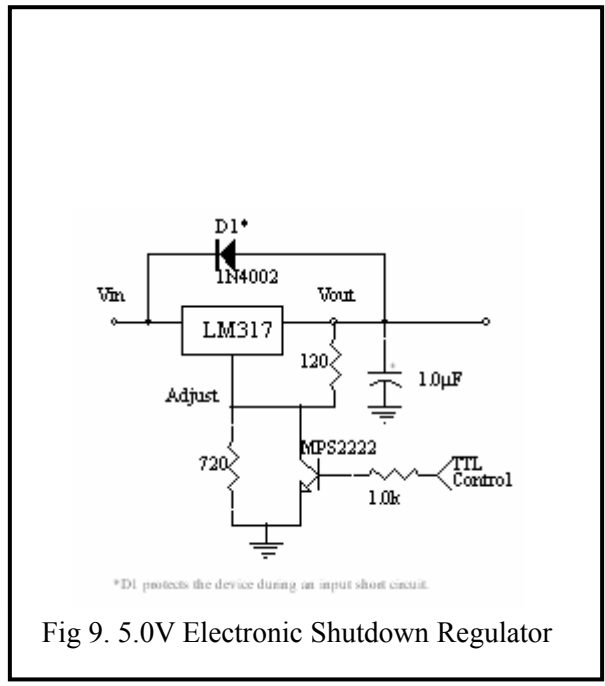 D1*
1N4002
Vin
Vout
LM317
120
1.0µF
Adjust
MPS2222
720
TTL
Control
1.0k
*D1 protects the device during an input short circuit.
Fig 9. 5.0V Electronic Shutdown Regulator